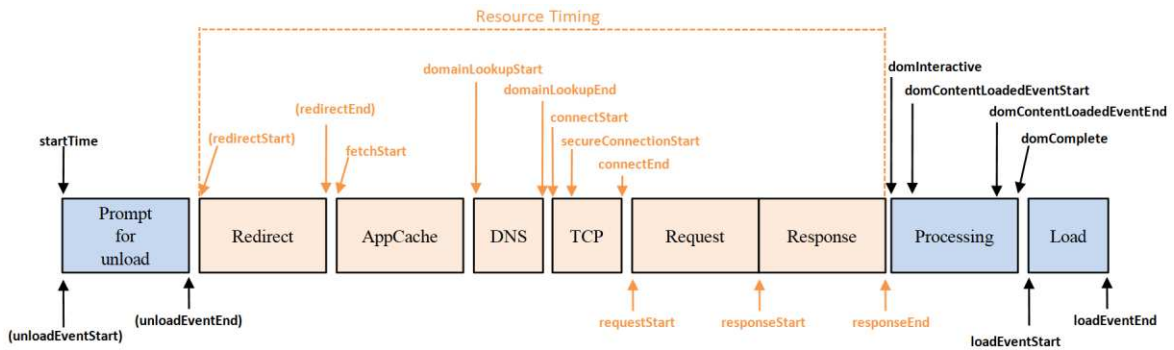 Resource Timing
domainLookupStart
domInteractive
domainLookupEnd
domContentLoadedEventStart
(redirectEnd)
connectStart
domContentLoadedEventEnd
(redirectStart)
secureConnectionStart
domComplete
startTime
fetchStart
connectEnd
Prompt
for
unload
Redirect
AppCache
DNS
TCP
Request
Response
Processing
Load
(unloadEventStart)
(unloadEventEnd)
requestStart
responseStart
responseEnd
loadEventStart
loadEventEnd